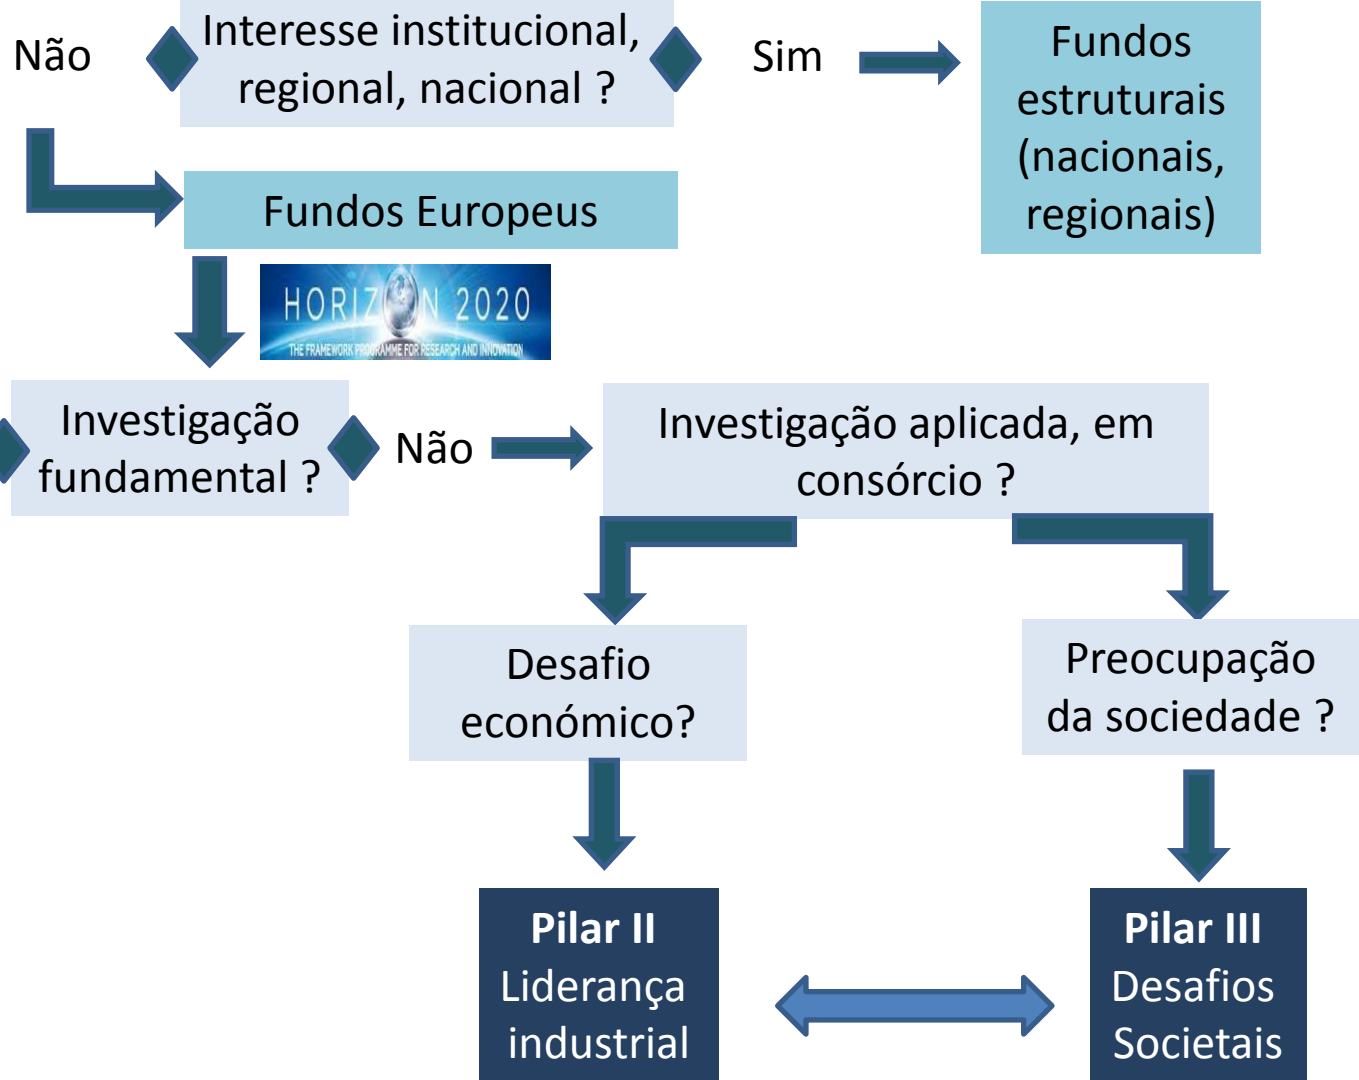 Não
Interesse institucional,
regional, nacional ?
Sim
Fundos
estruturais
(nacionais,
regionais)
Fundos Europeus
HORIZON 2020
THE FRAMEWORK PROGRAMME FOR RESEARCH AND INNOVATION
Investigação
fundamental ?
Não
Investigação aplicada, em
consórcio ?
Desafio
económico?
Preocupação
da sociedade ?
Pilar II
Liderança
industrial
Pilar III
Desafios
Societais